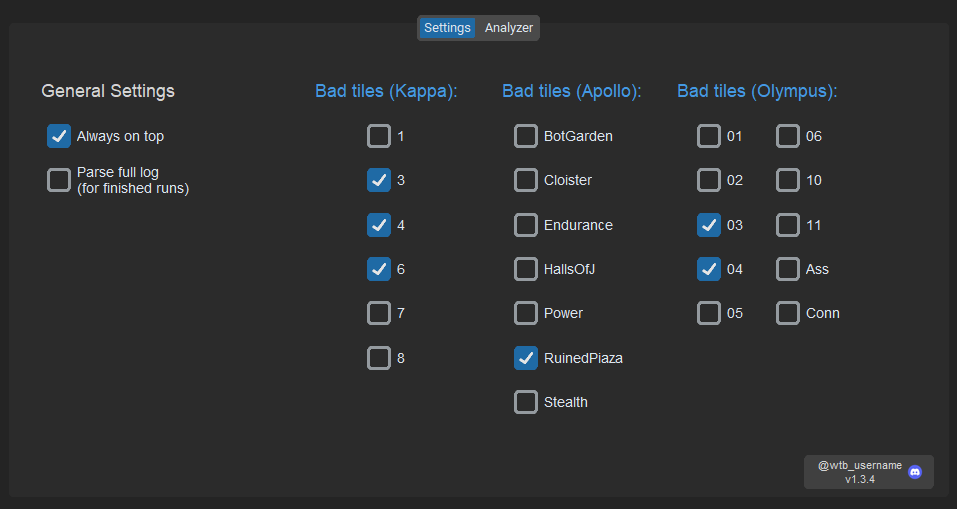 Settings Analyzer
General Settings
Always on top
Parse full log
(for finished runs)
Bad tiles (Kappa):
1
3
4
6
7
8
Bad tiles (Apollo):
BotGarden
Cloister
Endurance
HallsOfJ
Power
RuinedPiaza
Stealth
Bad tiles (Olympus):
01
02
03
04
05
06
10
11
Ass
Conn
@wtb_username
v1.3.4